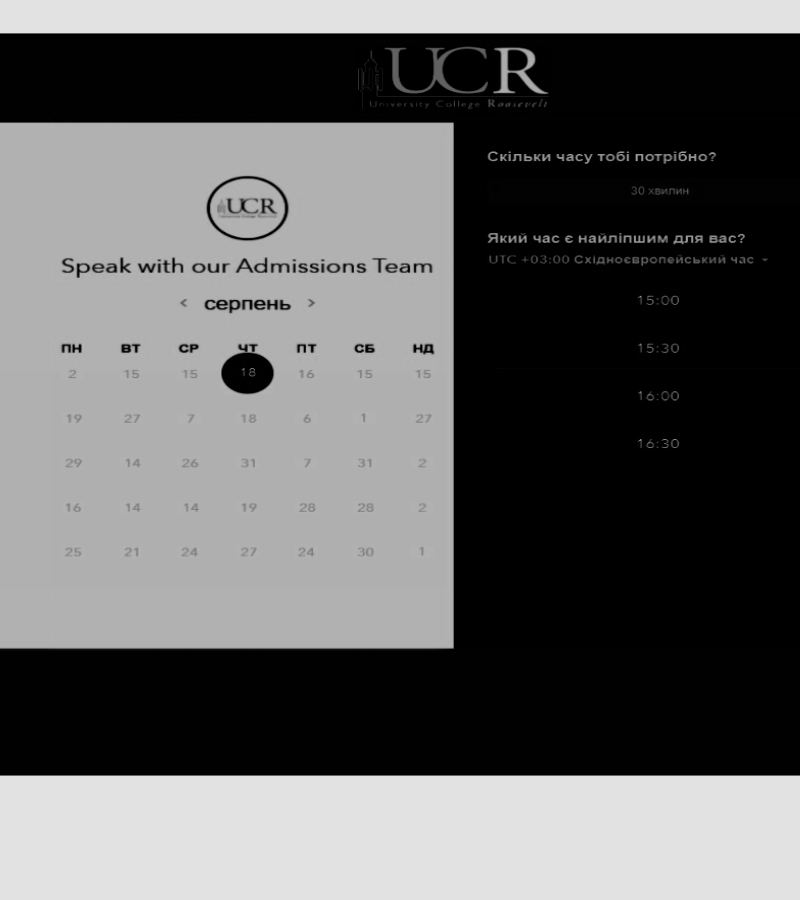 UCR
University College Roosevelt
UCR
Speak with our Admissions Team
< серпень >
ПН ВТ СР ЧТ ПТ СБ НД
2 15 15 18 16 15 15
19 27 7 18 6 1 27
29 14 26 31 7 31 2
16 14 14 19 28 28 2
25 21 24 27 24 30 1
Скільки часу тобі потрібно?
30 хвилин
Який час є найліпшим для вас?
UTC +03:00 Східноєвропейський час
15:00
15:30
16:00
16:30